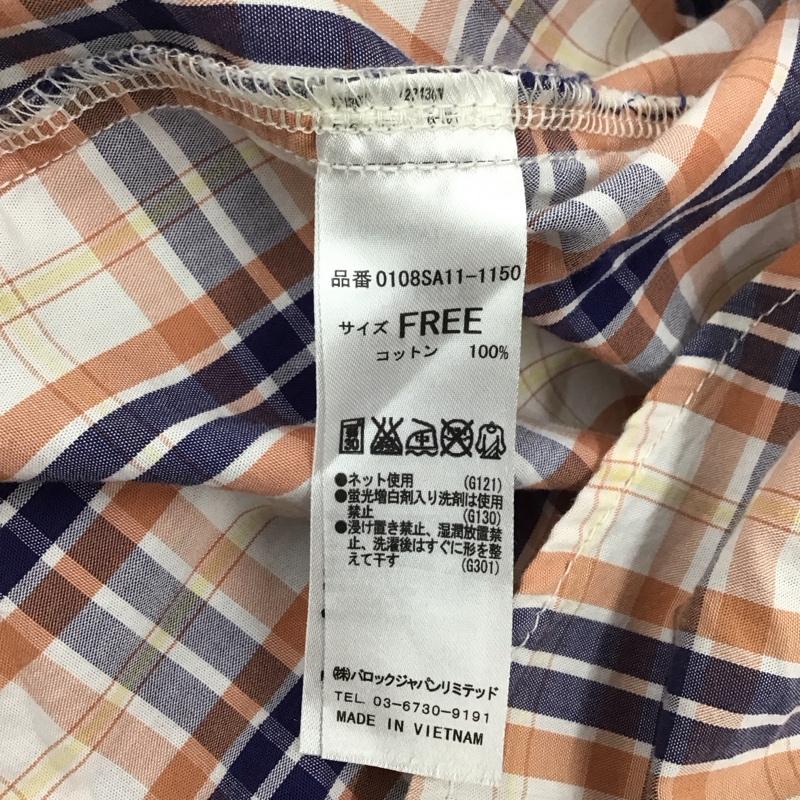 品番 0108SA11-1150
サイズ FREE
コットン 100%
●ネット使用 (G121)
●蛍光増白剤入り洗剤は使用
禁止 (G130)
●浸け置き禁止、湿潤放置禁
止、洗濯後はすぐに形を整
えて干す (G301)
㈱バロックジャパンリミテッド
TEL 03-6730-9191
MADE IN VIETNAM